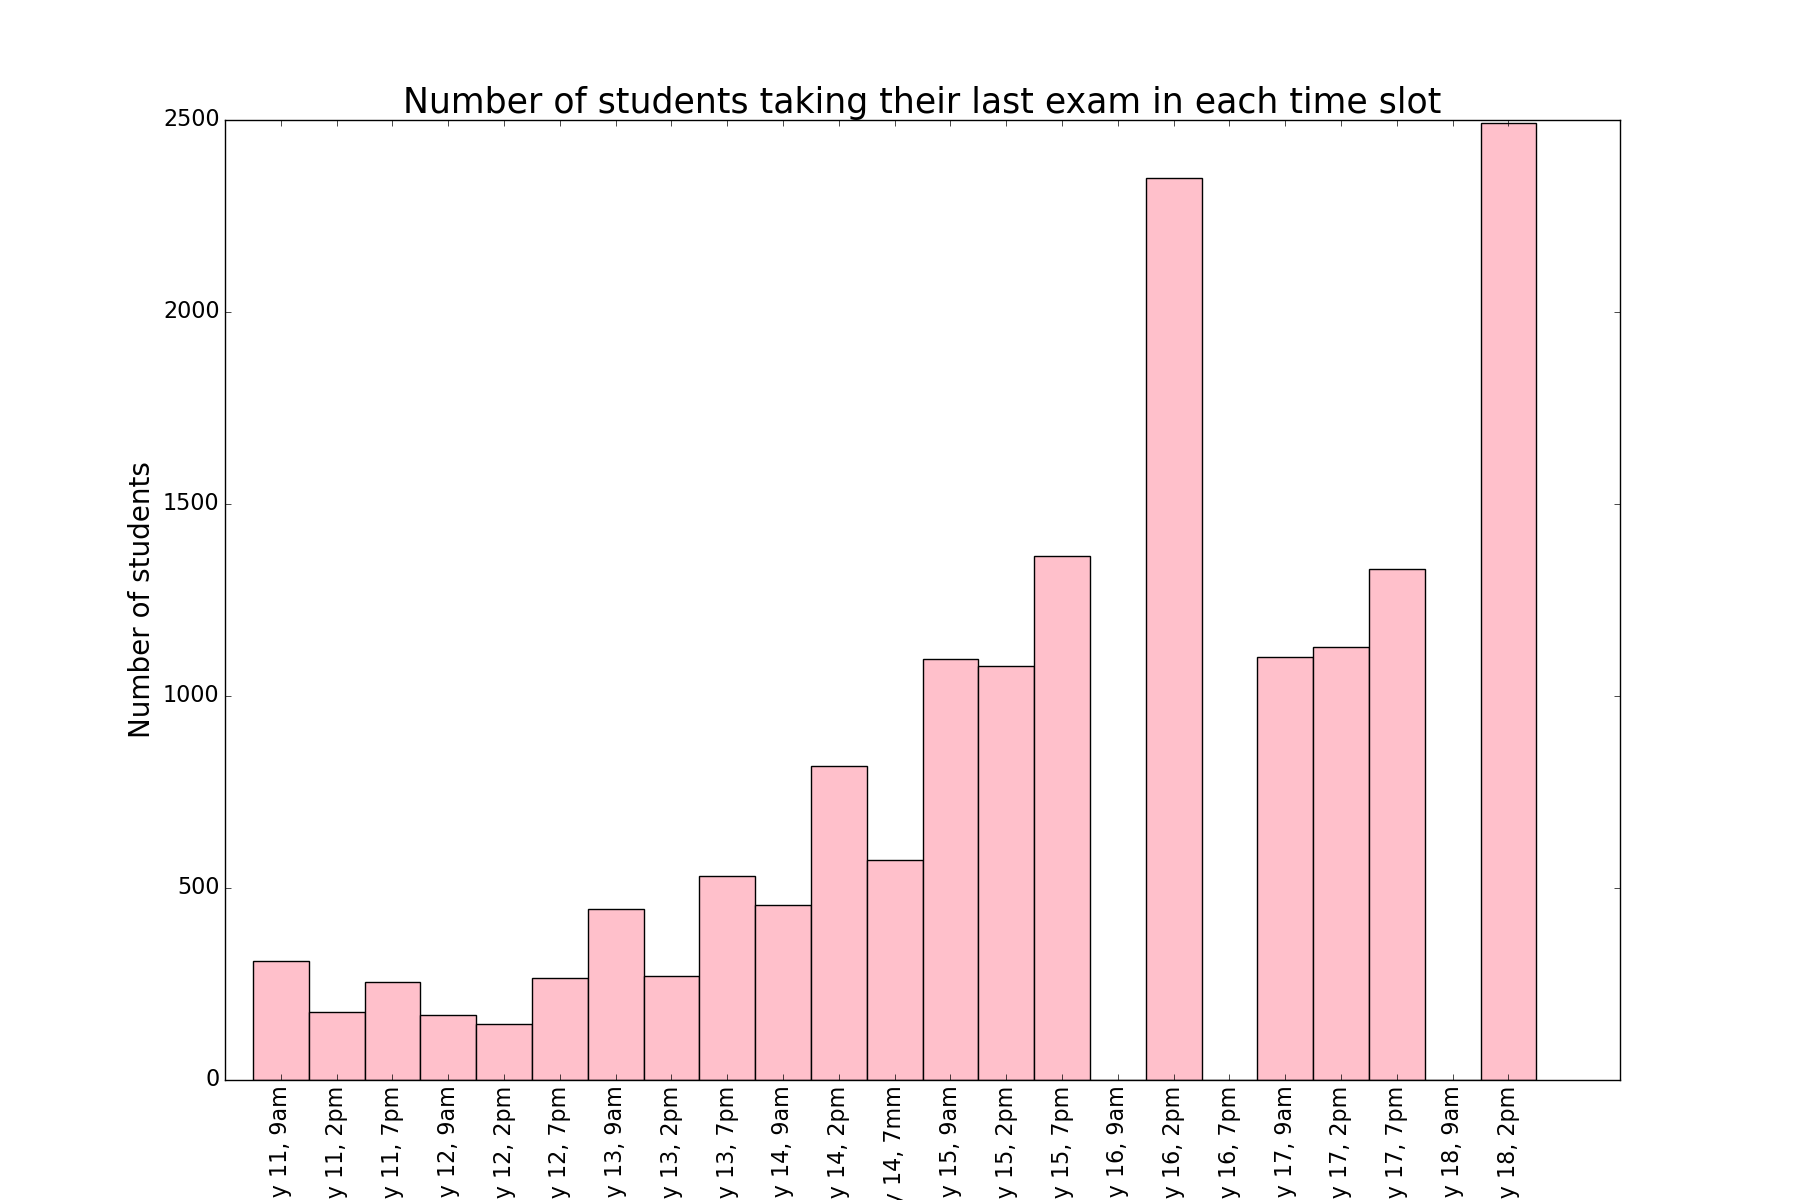 Number of students taking their last exam in each time slot
Number of students
2500
2000
1500
1000
500
0
y 11, 9am
y 11, 2pm
y 11, 7pm
y 12, 9am
y 12, 2pm
y 12, 7pm
y 13, 9am
y 13, 2pm
y 13, 7pm
y 14, 9am
y 14, 2pm
y 14, 7mm
y 15, 9am
y 15, 2pm
y 15, 7pm
y 16, 9am
y 16, 2pm
y 16, 7pm
y 17, 9am
y 17, 2pm
y 17, 7pm
y 18, 9am
y 18, 2pm